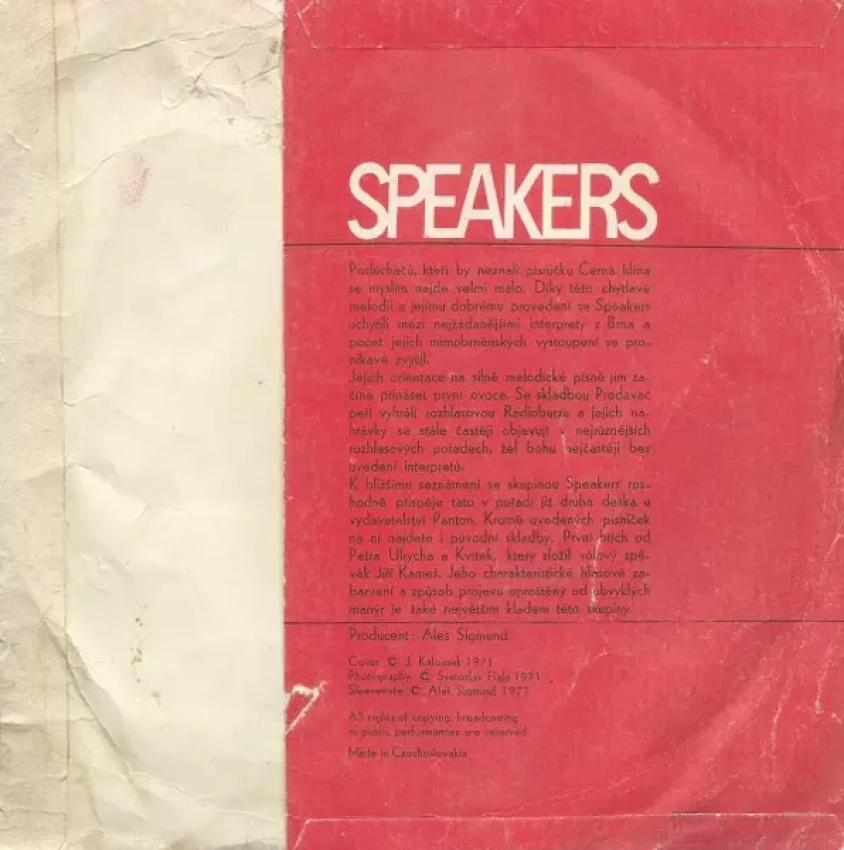 SPEAKERS
Posluchačů, kteří by neznali písničku Černá hlína
se myslím najde velmi málo. Díky této chytlavé
melodii a jejímu dobrému provedení se Speakers
uchytili mezi nejžádanějšími interprety z Brna a
počet jejich mimobrněnských vystoupení se pro-
nikavě zvýšil.
Jejich orientace na silně melodické písně jim za-
číná přinášet první ovoce. Se skladbou Prodavač
peří vyhráli rozhlasovou Radioburzu a jejich na-
hrávky se stále častěji objevují v nejrůznějších
rozhlasových pořadech, žel bohu nejčastěji bez
uvedení interpretů.
K bližšímu seznámení se skupinou Speakers roz-
hodně přispěje tato v pořadí již druhá deska u
vydavatelství Panton. Kromě uvedených písniček
na ní najdete i původní skladby. První hřích od
Petra Ulrycha a Kvítek, který složil sólový zpě-
vák Jiří Kameš. Jeho charakteristické hlasové za-
barvení a způsob projevu oproštěný od obvyklých
manýr je také největším kladem této skupiny.
Producent: Aleš Sigmund
Cover © J. Kalousek 1971
Photography © Svatoslav Fiala 1971
Sleevenote © Aleš Sigmund 1971
All rights of copying, broadcasting
or public performances are reserved
Made in Czechoslovakia